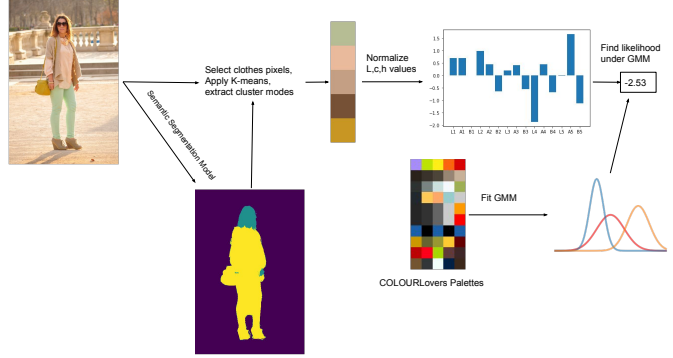 Select clothes pixels,
Apply K-means,
extract cluster modes
Semantic Segmentation Model
Normalize
L,c,h values
1.5
1.0
0.5
0.0
−0.5
−1.0
−1.5
−2.0
L1 A1 B1 L2 A2 B2 L3 A3 B3 L4 A4 B4 L5 A5 B5
Find likelihood
under GMM
-2.53
Fit GMM
COLOURLovers Palettes